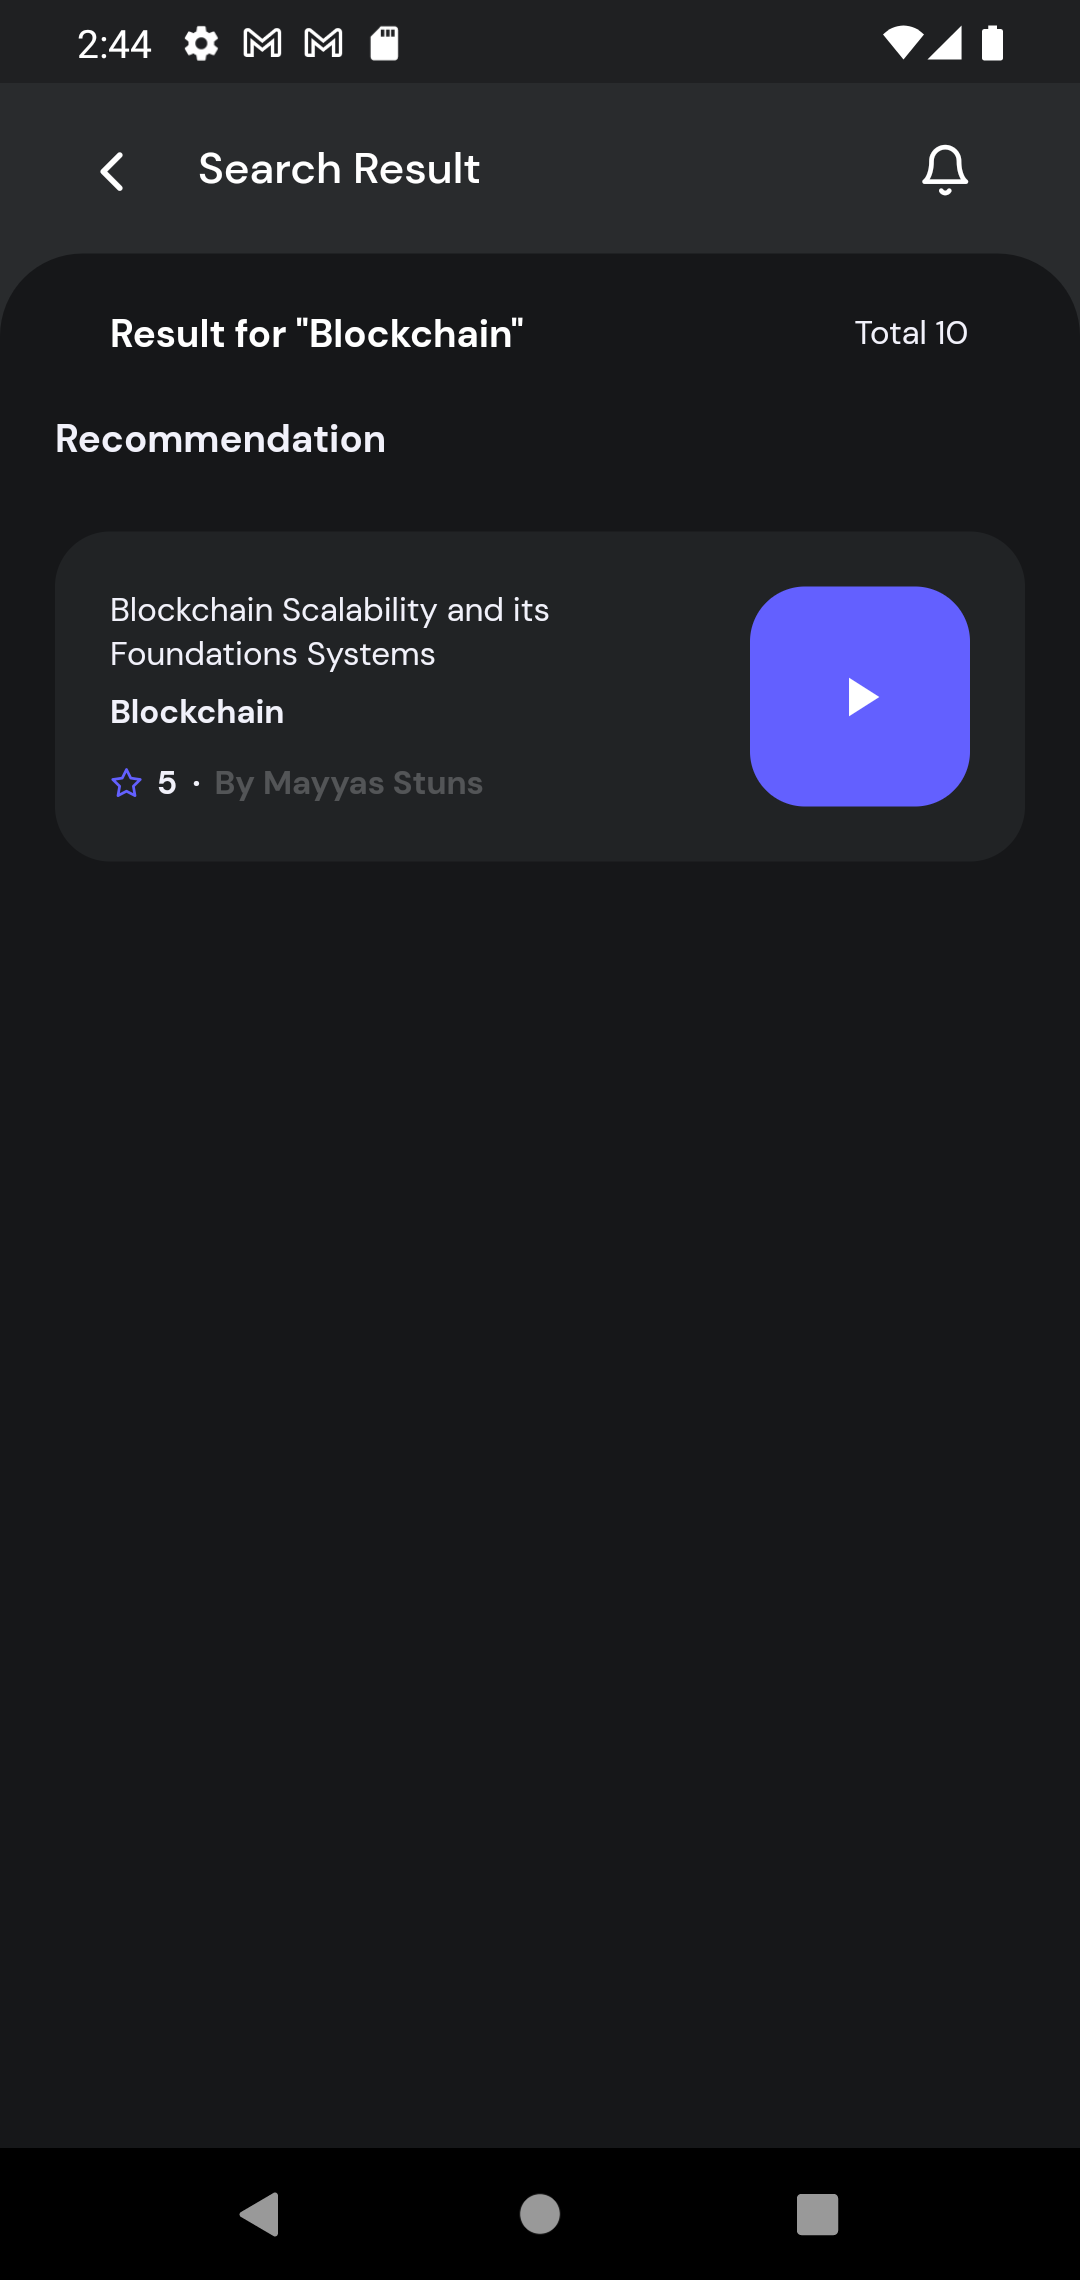 2:44
Search Result
Result for "Blockchain"
Total 10
Recommendation
Blockchain Scalability and its
Foundations Systems
Blockchain
5 · By Mayyas Stuns